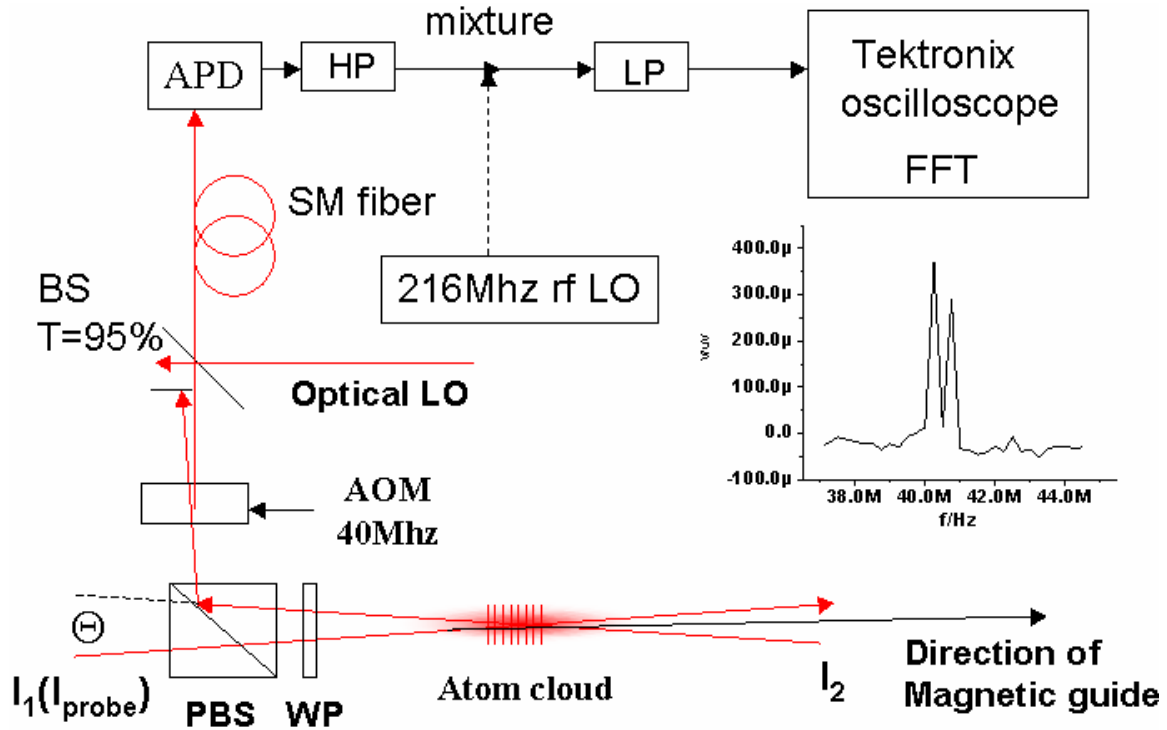 mixture
APD
HP
LP
Tektronix
oscilloscope
FFT
SM fiber
216Mhz rf LO
BS
T=95%
Optical LO
400.0µ
300.0µ
200.0µ
100.0µ
0.0
-100.0µ
38.0M 40.0M 42.0M 44.0M
f/Hz
AOM
40Mhz
Θ
I1(Iprobe)
PBS
WP
Atom cloud
I2
Direction of
Magnetic guide